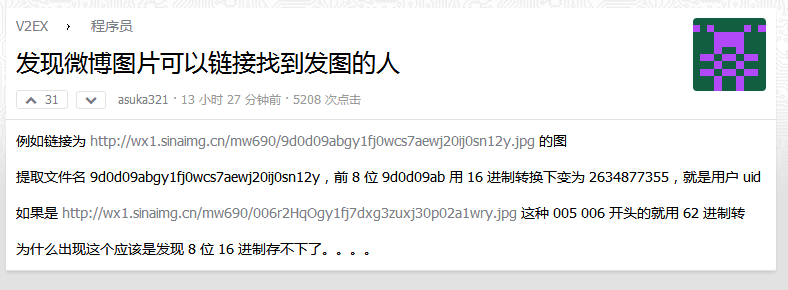 V2EX › 程序员
发现微博图片可以链接找到发图的人
31 asuka321 · 13 小时 27 分钟前 · 5208 次点击
例如链接为 http://wx1.sinaimg.cn/mw690/9d0d09abgy1fj0wcs7aewj20ij0sn12y.jpg 的图
提取文件名 9d0d09abgy1fj0wcs7aewj20ij0sn12y，前 8 位 9d0d09ab 用 16 进制转换下变为 2634877355，就是用户 uid
如果是 http://wx1.sinaimg.cn/mw690/006r2HqOgy1fj7dxg3zuxj30p02a1wry.jpg 这种 005 006 开头的就用 62 进制转
为什么出现这个应该是发现 8 位 16 进制存不下了。。。。